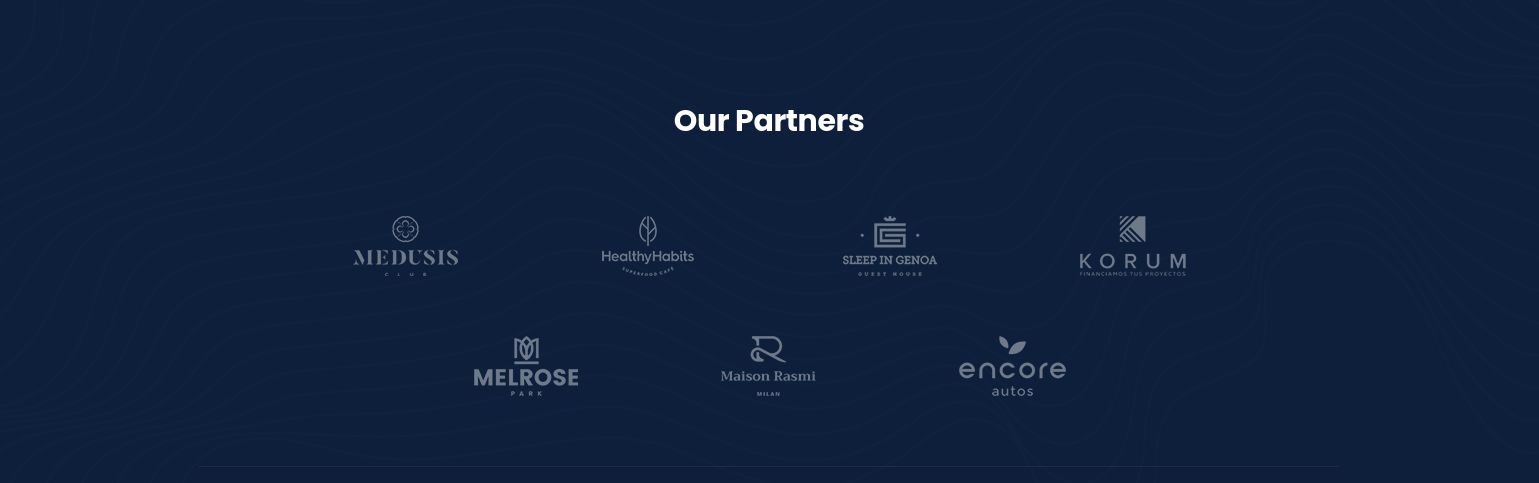 Our Partners
MEDUSIS
CLUB
HealthyHabits
SUPERFOOD CAFE
SLEEP IN GENOA
GUEST HOUSE
KORUM
FINANCIAMOS TUS PROYECTOS
MELROSE
PARK
Maison Rasmi
MILAN
encore
autos